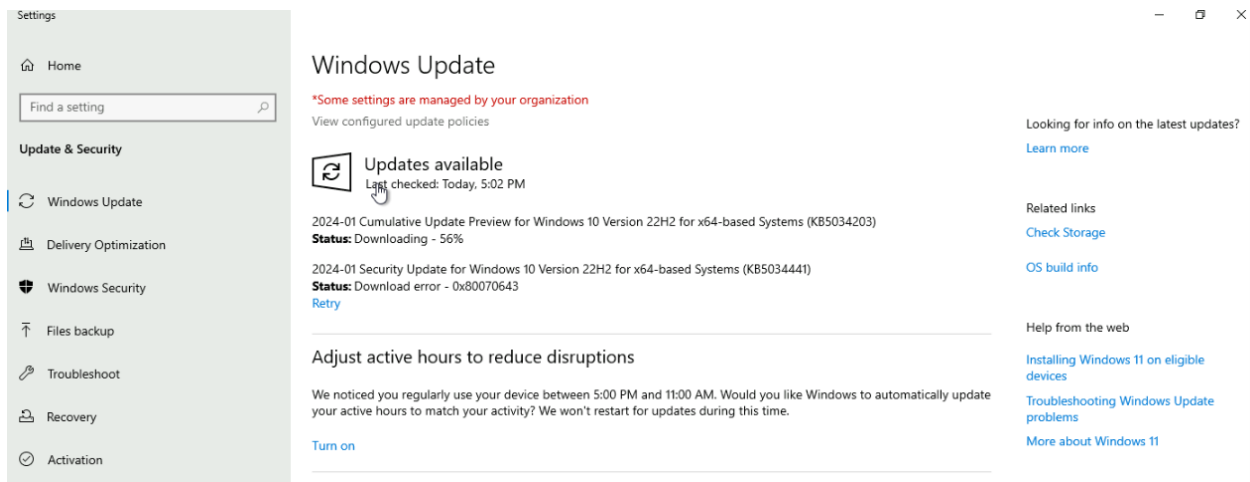 Settings
Home
Find a setting
Update & Security
Windows Update
Delivery Optimization
Windows Security
Files backup
Troubleshoot
Recovery
Activation
Windows Update
*Some settings are managed by your organization
View configured update policies
Updates available
Last checked: Today, 5:02 PM
2024-01 Cumulative Update Preview for Windows 10 Version 22H2 for x64-based Systems (KB5034203)
Status: Downloading - 56%
2024-01 Security Update for Windows 10 Version 22H2 for x64-based Systems (KB5034441)
Status: Download error - 0x80070643
Retry
Adjust active hours to reduce disruptions
We noticed you regularly use your device between 5:00 PM and 11:00 AM. Would you like Windows to automatically update
your active hours to match your activity? We won't restart for updates during this time.
Turn on
Looking for info on the latest updates?
Learn more
Related links
Check Storage
OS build info
Help from the web
Installing Windows 11 on eligible
devices
Troubleshooting Windows Update
problems
More about Windows 11